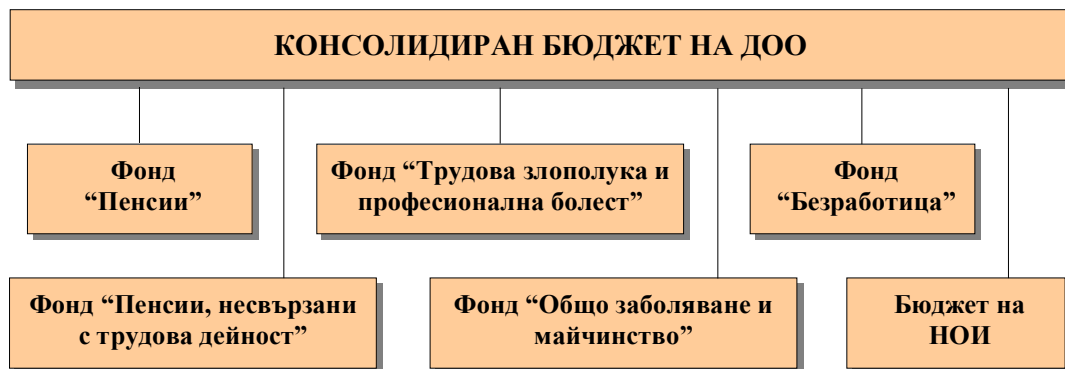 КОНСОЛИДИРАН БЮДЖЕТ НА ДОО
Фонд
“Пенсии”
Фонд “Трудова злополука и
професионална болест”
Фонд
“Безработица”
Фонд “Пенсии, несвързани
с трудова дейност”
Фонд “Общо заболяване и
майчинство”
Бюджет на
НОИ